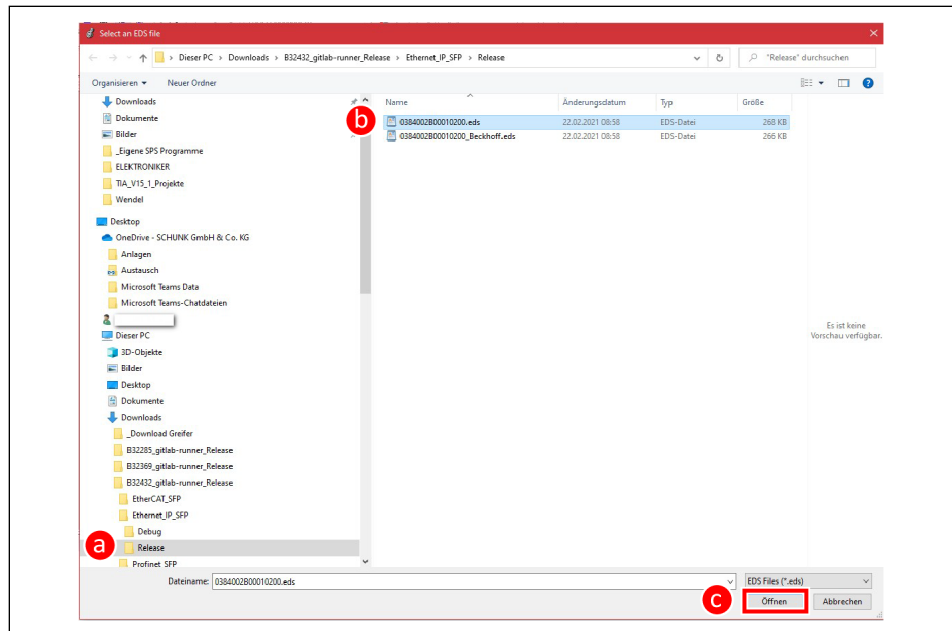 Select an EDS file
Dieser PC > Downloads > B32432_gitlab-runner_Release > Ethernet_IP_SFP > Release
"Release" durchsuchen
Organisieren
Neuer Ordner
Downloads
Dokumente
Bilder
_Eigene SPS Programme
ELEKTRONIKER
TIA_V15_1_Projekte
Wendel
Desktop
OneDrive - SCHUNK GmbH & Co. KG
Anlagen
Austausch
Microsoft Teams Data
Microsoft Teams-Chatdateien
Dieser PC
3D-Objekte
Bilder
Desktop
Dokumente
Downloads
_Download Greifer
B32285_gitlab-runner_Release
B32369_gitlab-runner_Release
B32432_gitlab-runner_Release
EtherCAT_SFP
Ethernet_IP_SFP
Debug
a
Release
Profinet_SFP
Name Änderungsdatum Typ Größe
b
0384002B00010200.eds 22.02.2021 08:58 EDS-Datei 268 KB
0384002B00010200_Beckhoff.eds 22.02.2021 08:58 EDS-Datei 266 KB
Es ist keine
Vorschau verfügbar.
Dateiname: 0384002B00010200.eds
EDS Files (*.eds)
c
Öffnen Abbrechen